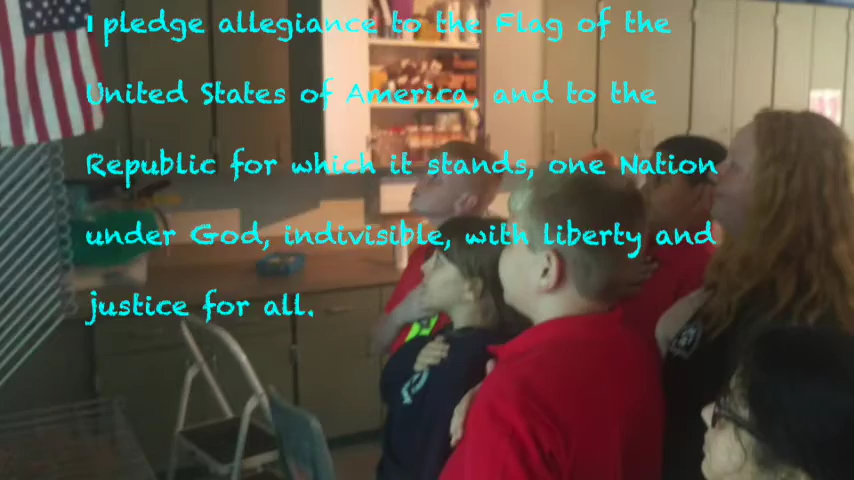 I pledge allegiance to the Flag of the
United States of America, and to the
Republic for which it stands, one Nation
under God, indivisible, with liberty and
justice for all.